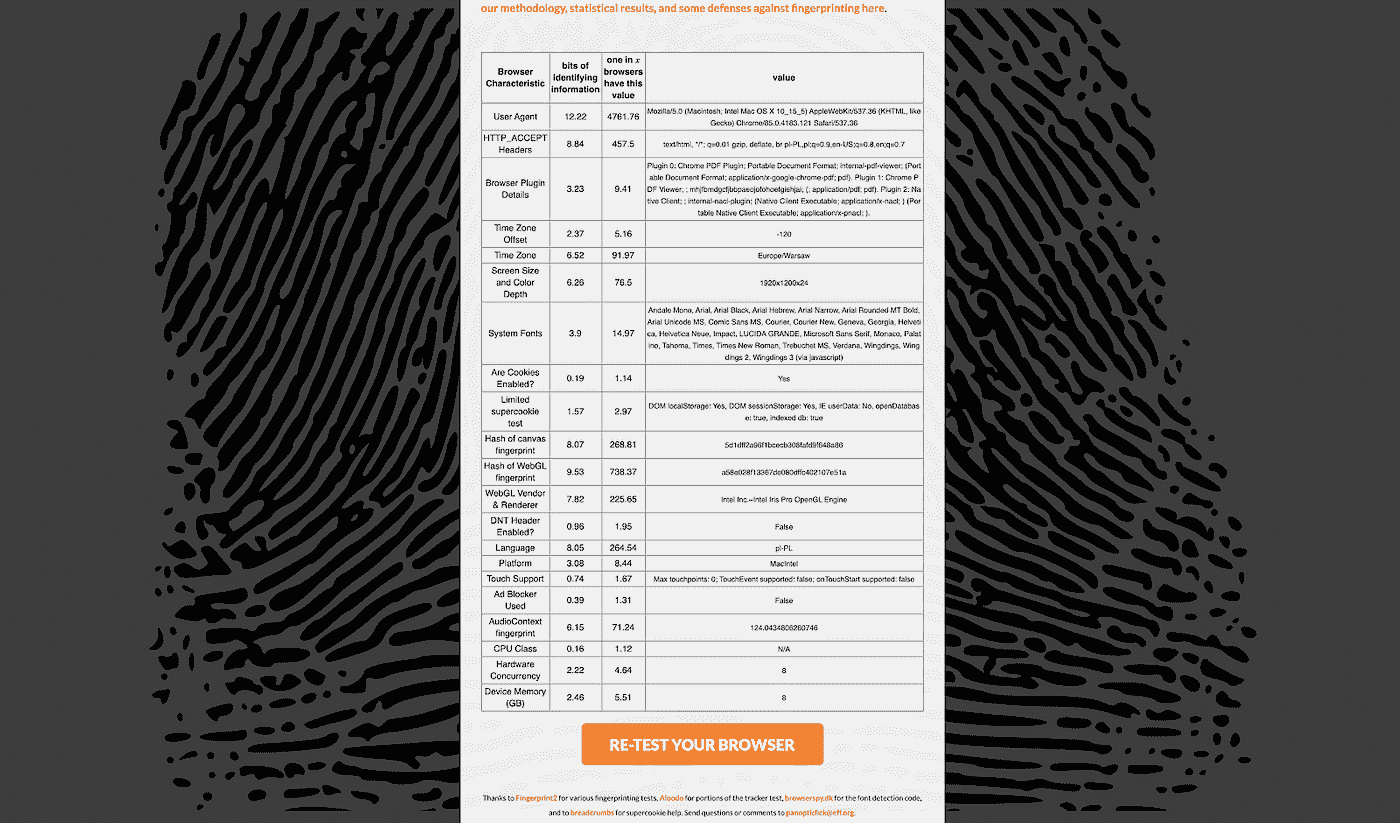 our methodology, statistical results, and some defenses against fingerprinting here.
Browser Characteristic
bits of identifying information
one in x browsers have this value
value
User Agent
12.22
4761.76
Mozilla/5.0 (Macintosh; Intel Mac OS X 10_15_5) AppleWebKit/537.36 (KHTML, like
Gecko) Chrome/85.0.4183.121 Safari/537.36
HTTP_ACCEPT Headers
8.84
457.5
text/html, */*; q=0.01 gzip, deflate, br pl-PL,pl;q=0.9,en-US;q=0.8,en;q=0.7
Browser Plugin Details
3.23
9.41
Plugin 0: Chrome PDF Plugin; Portable Document Format; internal-pdf-viewer; (Port
able Document Format; application/x-google-chrome-pdf; pdf). Plugin 1: Chrome P
DF Viewer; ; mhjfbmdgcfjbbpaeojofohoefgiehjai; (; application/pdf; pdf). Plugin 2: Na
tive Client; ; internal-nacl-plugin; (Native Client Executable; application/x-nacl; ) (Por
table Native Client Executable; application/x-pnacl; ).
Time Zone Offset
2.37
5.16
-120
Time Zone
6.52
91.97
Europe/Warsaw
Screen Size and Color Depth
6.26
76.5
1920x1200x24
System Fonts
3.9
14.97
Andale Mono, Arial, Arial Black, Arial Hebrew, Arial Narrow, Arial Rounded MT Bold,
Arial Unicode MS, Comic Sans MS, Courier, Courier New, Geneva, Georgia, Helveti
ca, Helvetica Neue, Impact, LUCIDA GRANDE, Microsoft Sans Serif, Monaco, Palat
ino, Tahoma, Times, Times New Roman, Trebuchet MS, Verdana, Wingdings, Wing
dings 2, Wingdings 3 (via javascript)
Are Cookies Enabled?
0.19
1.14
Yes
Limited supercookie test
1.57
2.97
DOM localStorage: Yes, DOM sessionStorage: Yes, IE userData: No, openDatabas
e: true, indexed db: true
Hash of canvas fingerprint
8.07
268.81
Hash of WebGL fingerprint
9.53
738.37
WebGL Vendor & Renderer
7.82
225.65
Intel Inc.~Intel Iris Pro OpenGL Engine
DNT Header Enabled?
0.96
1.95
False
Language
8.05
264.54
pl-PL
Platform
3.08
8.44
MacIntel
Touch Support
0.74
1.67
Max touchpoints: 0; TouchEvent supported: false; onTouchStart supported: false
Ad Blocker Used
0.39
1.31
False
AudioContext fingerprint
6.15
71.24
124.0434806260746
CPU Class
0.16
1.12
N/A
Hardware Concurrency
2.22
4.64
8
Device Memory (GB)
2.46
5.51
8
RE-TEST YOUR BROWSER
Thanks to Fingerprint2 for various fingerprinting tests, Aloodo for portions of the tracker test, browserspy.dk for the font detection code,
and to breadcrumbs for supercookie help. Send questions or comments to panopticlick@eff.org.